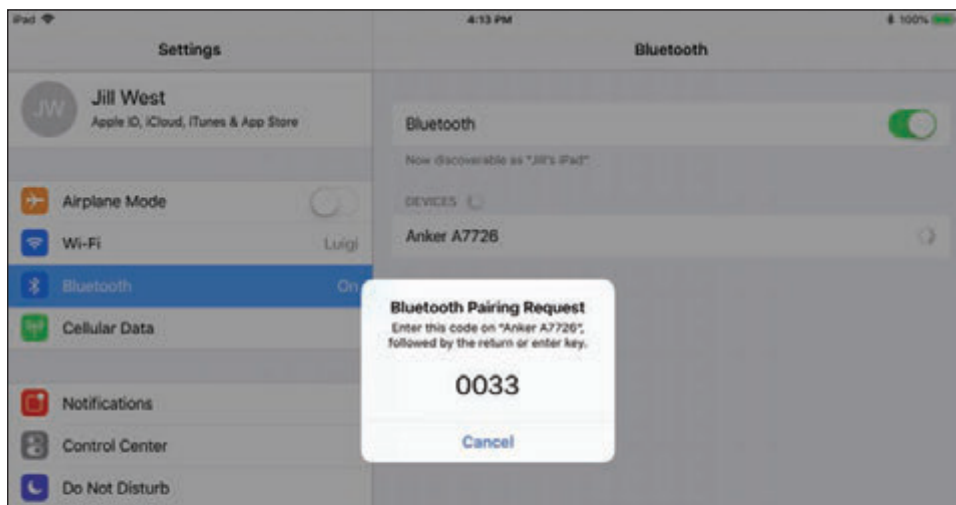 iPad
4:13 PM
100%
Settings
Bluetooth
JW
Jill West
Apple ID, iCloud, iTunes & App Store
Bluetooth
Now discoverable as "Jill's iPad"
Airplane Mode
DEVICES
Wi-Fi
Luigi
Anker A7726
Bluetooth
On
Cellular Data
Bluetooth Pairing Request
Enter this code on "Anker A7726",
followed by the return or enter key.
0033
Cancel
Notifications
Control Center
Do Not Disturb